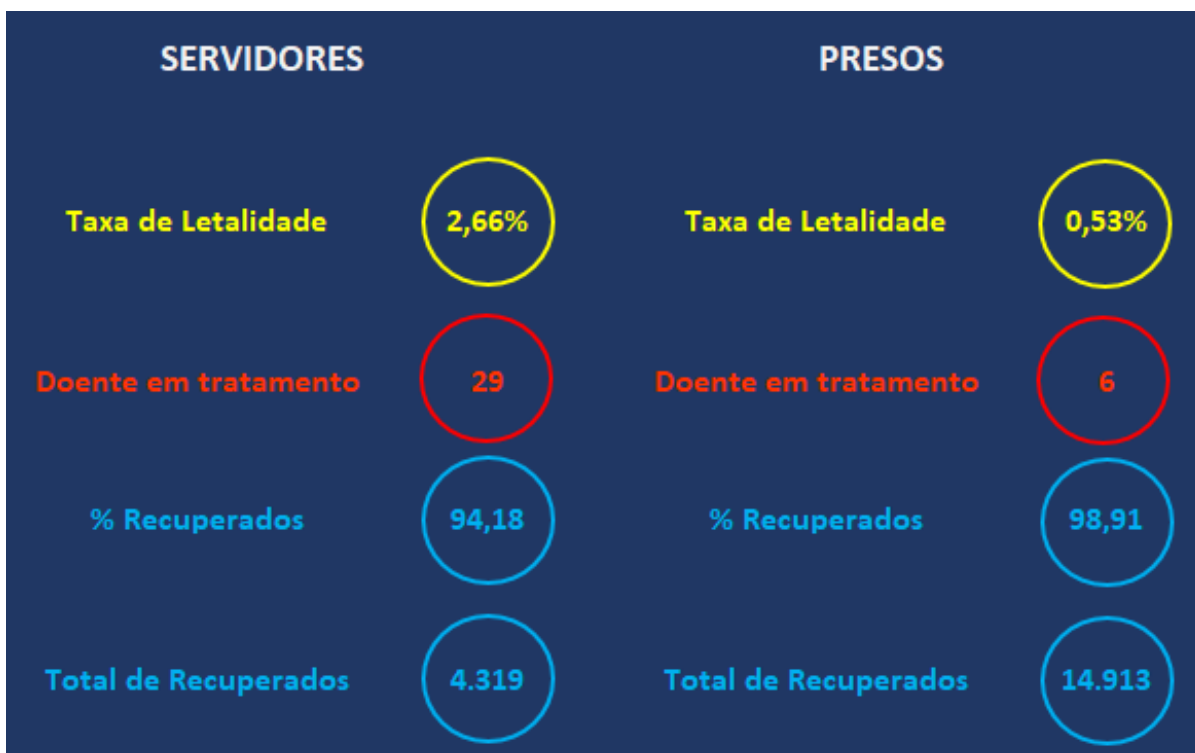 SERVIDORES
PRESOS
Taxa de Letalidade
2,66%
Taxa de Letalidade
0,53%
Doente em tratamento
29
Doente em tratamento
6
% Recuperados
94,18
% Recuperados
98,91
Total de Recuperados
4.319
Total de Recuperados
14.913